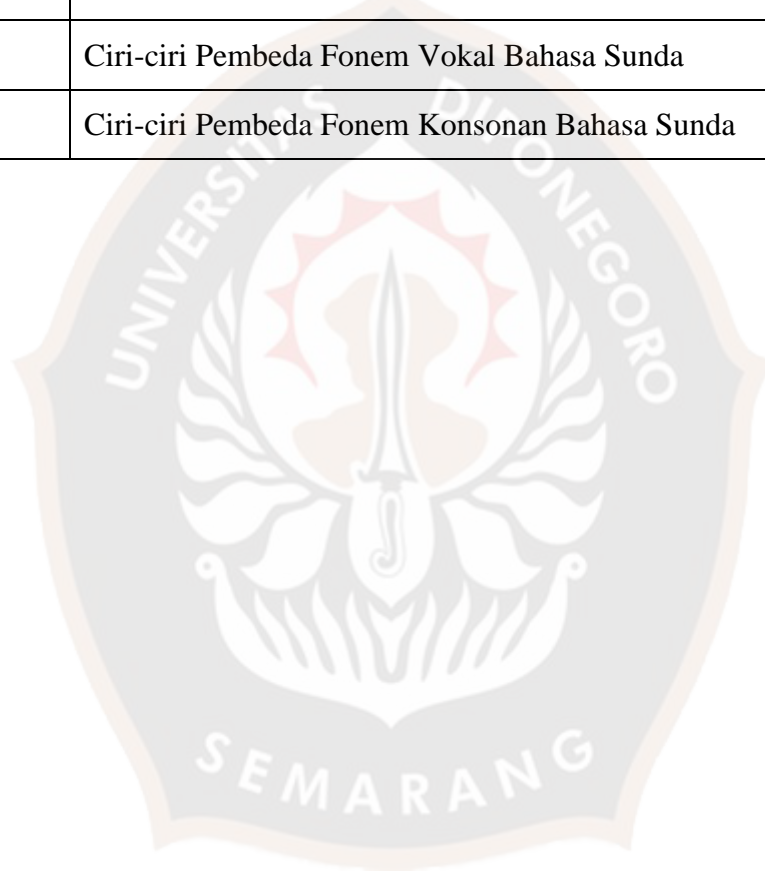 Ciri-ciri Pembeda Fonem Vokal Bahasa Sunda
Ciri-ciri Pembeda Fonem Konsonan Bahasa Sunda
UNIVERSITAS DIPONEGORO
SEMARANG